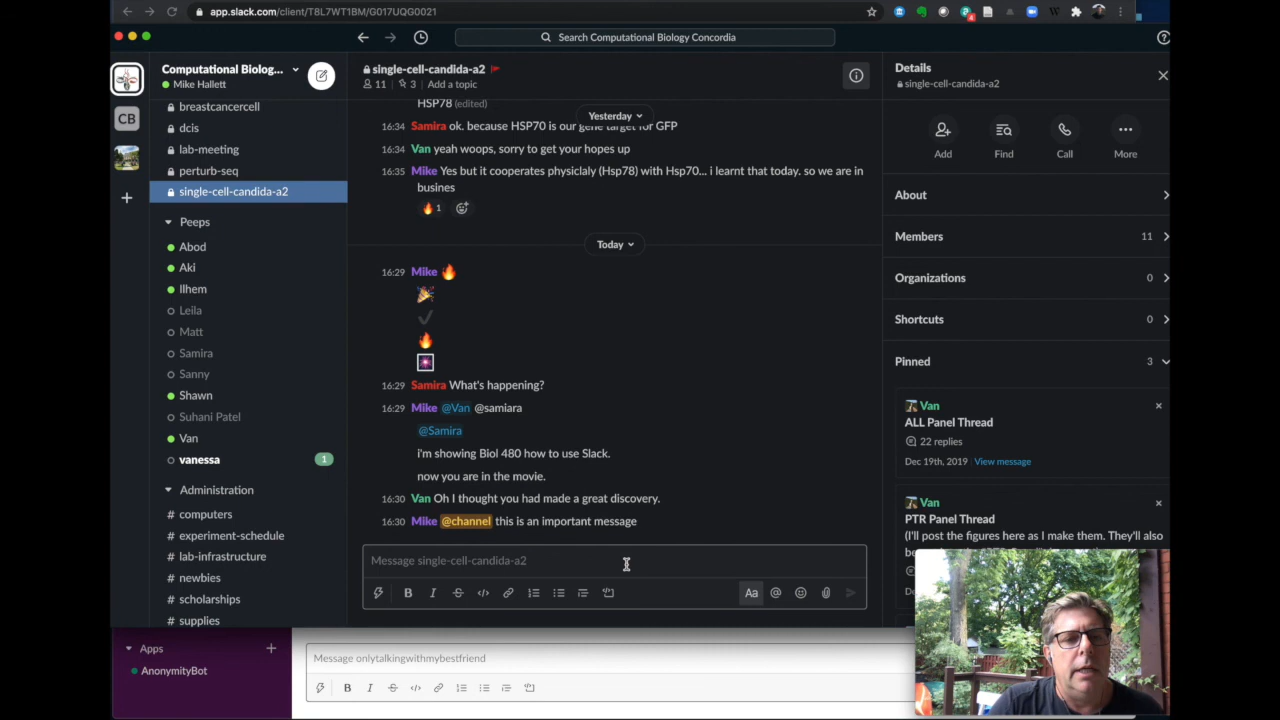 app.slack.com/client/T8L7WT1BM/G017UQG0021
4
W
Search Computational Biology Concordia
Computational Biolog...
Mike Hallett
CB
breastcancercell
dcis
lab-meeting
perturb-seq
single-cell-candida-a2
Peeps
Abod
Aki
Ilhem
Leila
Matt
Samira
Sanny
Shawn
Suhani Patel
Van
vanessa 1
Administration
# computers
# experiment-schedule
# lab-infrastructure
# newbies
# scholarships
# supplies
single-cell-candida-a2
11 3 Add a topic
HSP78 (edited)
Yesterday
16:34 Samira ok. because HSP70 is our gene target for GFP
16:34 Van yeah woops, sorry to get your hopes up
16:35 Mike Yes but it cooperates physiclaly (Hsp78) with Hsp70... i learnt that today. so we are in
busines
1
Today
16:29 Mike
16:29 Samira What's happening?
16:29 Mike @Van @samiara
@Samira
i'm showing Biol 480 how to use Slack.
now you are in the movie.
16:30 Van Oh I thought you had made a great discovery.
16:30 Mike @channel this is an important message
Message single-cell-candida-a2
Aa
Details
single-cell-candida-a2
Add Find Call More
About
Members 11
Organizations 0
Shortcuts 0
Pinned 3
Van
ALL Panel Thread
22 replies
Dec 19th, 2019 View message
Van
PTR Panel Thread
(I'll post the figures here as I make them. They'll also
Apps
AnonymityBot
Message onlytalkingwithmybestfriend